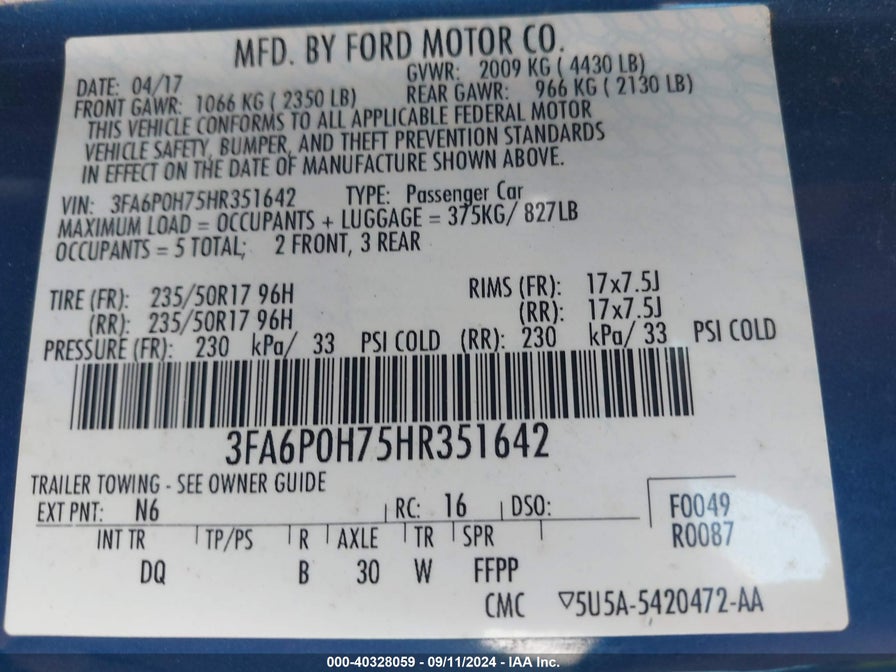 MFD. BY FORD MOTOR CO.
DATE: 04/17 GVWR: 2009 KG ( 4430 LB)
FRONT GAWR: 1066 KG ( 2350 LB) REAR GAWR: 966 KG ( 2130 LB)
THIS VEHICLE CONFORMS TO ALL APPLICABLE FEDERAL MOTOR
VEHICLE SAFETY, BUMPER, AND THEFT PREVENTION STANDARDS
IN EFFECT ON THE DATE OF MANUFACTURE SHOWN ABOVE.
VIN: 3FA6P0H75HR351642 TYPE: Passenger Car
MAXIMUM LOAD = OCCUPANTS + LUGGAGE = 375KG/ 827LB
OCCUPANTS = 5 TOTAL; 2 FRONT, 3 REAR
TIRE (FR): 235/50R17 96H RIMS (FR): 17x7.5J
(RR): 235/50R17 96H (RR): 17x7.5J
PRESSURE (FR): 230 kPa/ 33 PSI COLD (RR): 230 kPa/ 33 PSI COLD
3FA6P0H75HR351642
TRAILER TOWING - SEE OWNER GUIDE
EXT PNT: N6 RC: 16 DSO: F0049
INT TR TP/PS R AXLE TR SPR R0087
DQ B 30 W FFPP
CMC ▽5U5A-5420472-AA
000-40328059 - 09/11/2024 - IAA Inc.